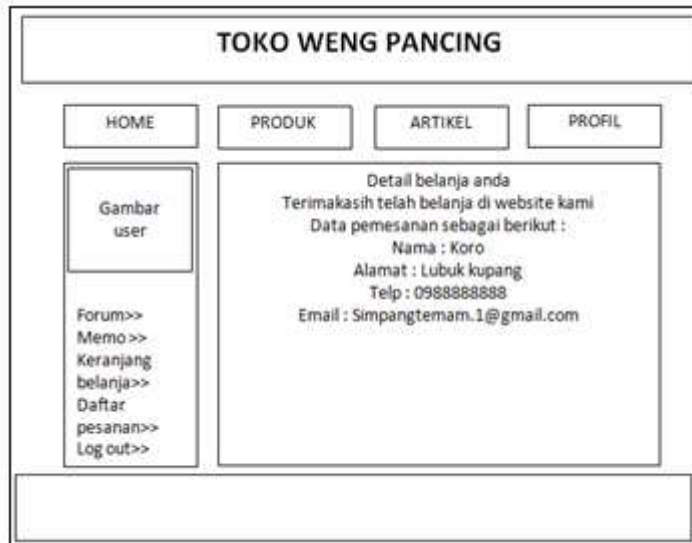 TOKO WENG PANCING
HOME
PRODUK
ARTIKEL
PROFIL
Gambar
user
Forum>>
Memo>>
Keranjang
belanja>>
Daftar
pesanan>>
Log out>>
Detail belanja anda
Terimakasih telah belanja di website kami
Data pemesanan sebagai berikut :
Nama : Koro
Alamat : Lubuk kupang
Telp : 0988888888
Email : Simpangtemam.1@gmail.com